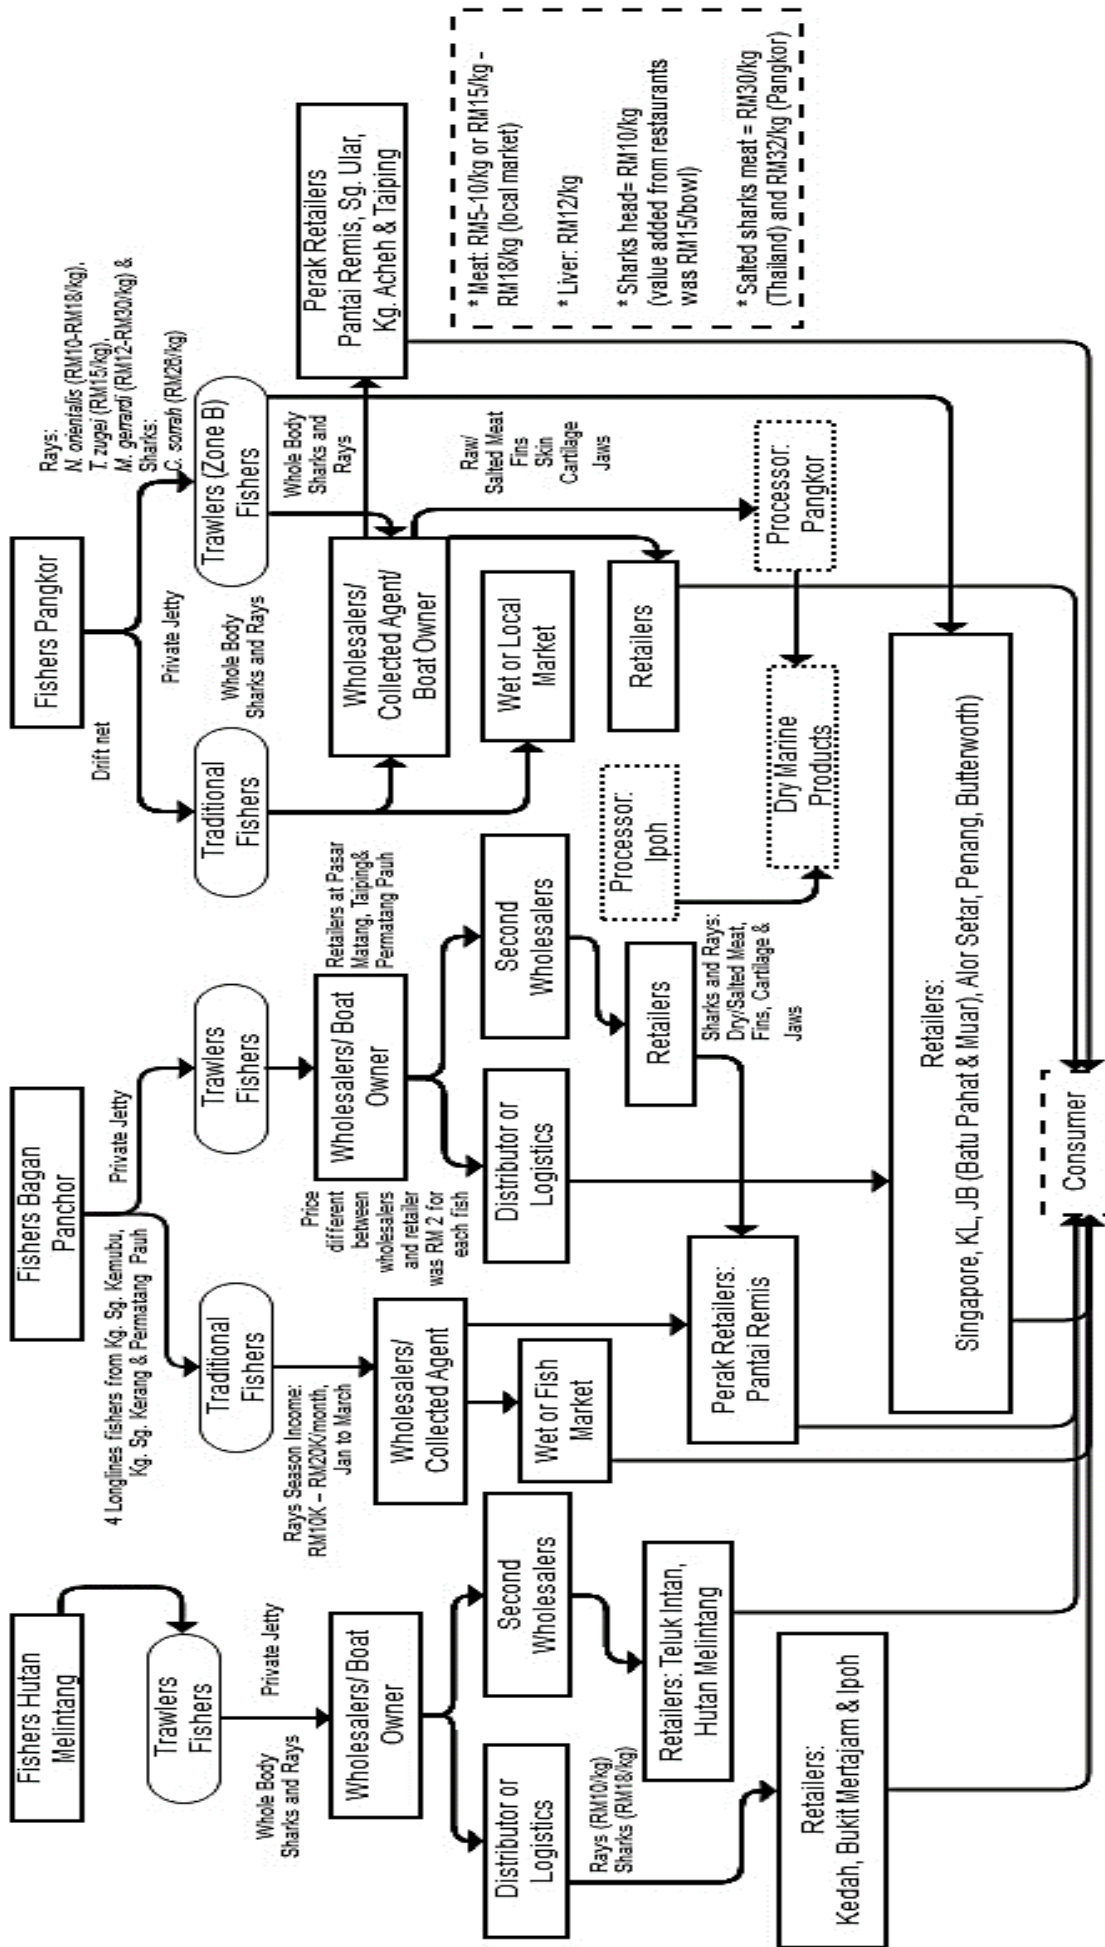 Fishers Hutan
Melintang
Trawlers
Fishers
Whole Body
Sharks and Rays
Private Jetty
Wholesalers/ Boat
Owner
Distributor or
Logistics
Second
Wholesalers
Rays (RM10/kg)
Sharks (RM18/kg)
Retailers: Teluk Intan,
Hutan Melintang
Retailers:
Kedah, Bukit Mertajam & Ipoh
Fishers Bagan
Panchor
4 Longlines fishers from Kg. Sg. Kemubu,
Kg. Sg. Kerang & Permatang Pauh
Private Jetty
Traditional
Fishers
Trawlers
Fishers
Rays Season Income:
RM10K – RM20K/month,
Jan to March
Wholesalers/
Collected Agent
Price
different
between
wholesalers
and retailer
was RM 2 for
each fish
Wholesalers/ Boat
Owner
Retailers at Pasar
Matang, Taiping&
Permatang Pauh
Wet or Fish
Market
Distributor or
Logistics
Second
Wholesalers
Retailers
Perak Retailers:
Pantai Remis
Sharks and Rays:
Dry/Salted Meat,
Fins, Cartilage &
Jaws
Fishers Pangkor
Drift net
Private Jetty
Rays:
N. orientalis (RM10-RM18/kg),
T. zugei (RM15/kg),
M. gerrardi (RM12-RM30/kg) &
Sharks:
C. sorrah (RM26/kg)
Traditional
Fishers
Whole Body
Sharks and Rays
Trawlers (Zone B)
Fishers
Whole Body
Sharks and
Rays
Wholesalers/
Collected Agent/
Boat Owner
Perak Retailers
Pantai Remis, Sg. Ular,
Kg. Acheh & Taiping
Wet or Local
Market
Raw/
Salted Meat
Fins
Skin
Cartilage
Jaws
Retailers
Processor:
Ipoh
Processor:
Pangkor
Dry Marine
Products
* Meat: RM5-10/kg or RM15/kg -
RM18/kg (local market)
* Liver: RM12/kg
* Sharks head= RM10/kg
(value added from restaurants
was RM15/bowl)
* Salted sharks meat = RM30/kg
(Thailand) and RM32/kg (Pangkor)
Retailers:
Singapore, KL, JB (Batu Pahat & Muar), Alor Setar, Penang, Butterworth)
Consumer